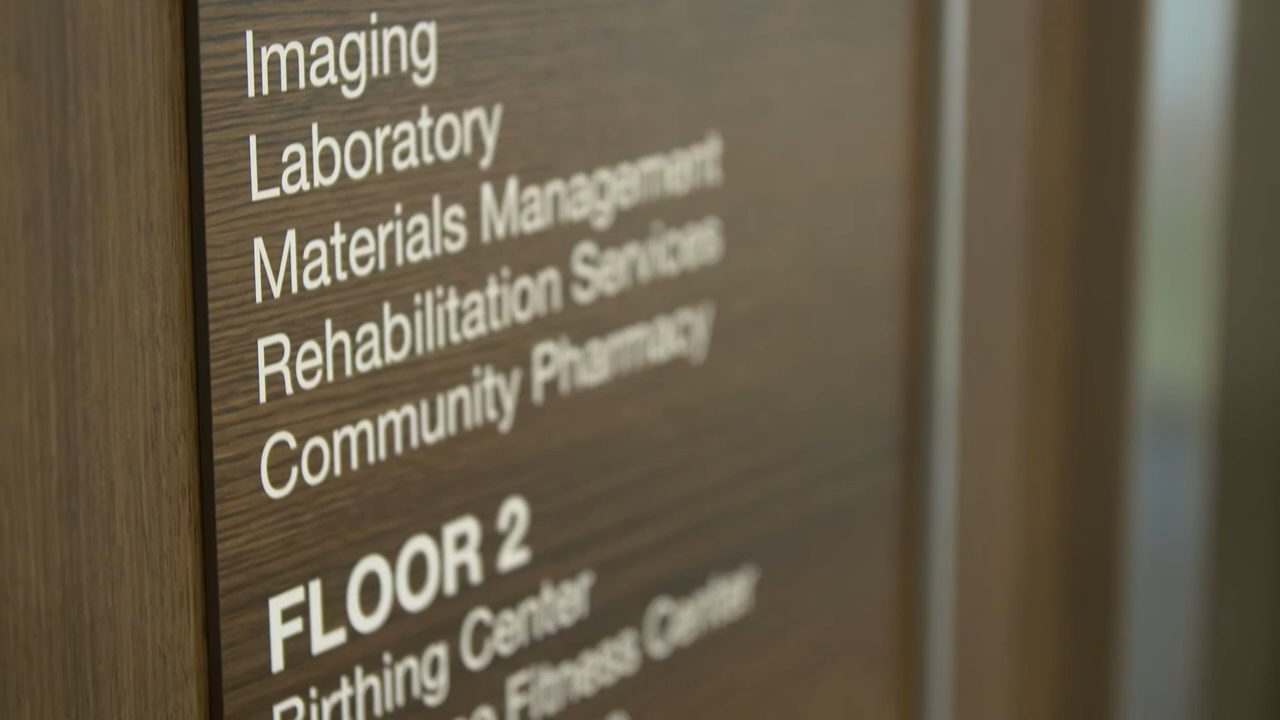 Imaging
Laboratory
Materials Management
Rehabilitation Services
Community Pharmacy
FLOOR 2
Birthing Center
Fitness Center